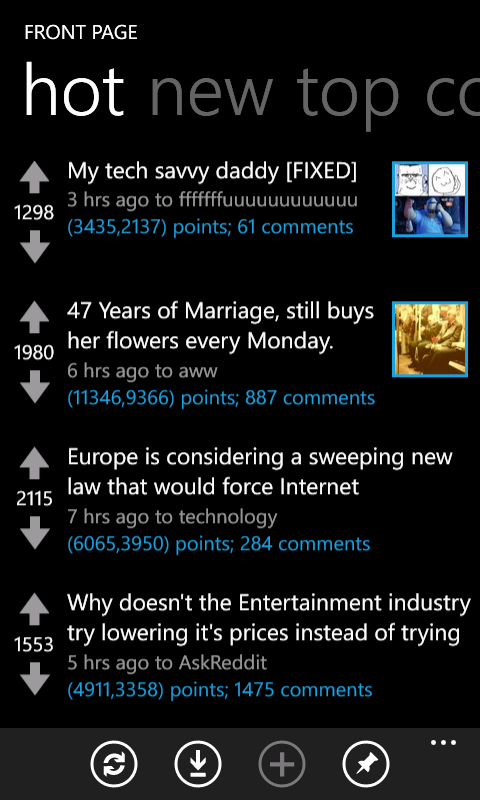 FRONT PAGE
hot new top co
My tech savvy daddy [FIXED]
3 hrs ago to fffffffuuuuuuuuuuuu
1298
(3435,2137) points; 61 comments
47 Years of Marriage, still buys
her flowers every Monday.
1980
6 hrs ago to aww
(11346,9366) points; 887 comments
Europe is considering a sweeping new
law that would force Internet
2115
7 hrs ago to technology
(6065,3950) points; 284 comments
Why doesn't the Entertainment industry
try lowering it's prices instead of trying
1553
5 hrs ago to AskReddit
(4911,3358) points; 1475 comments